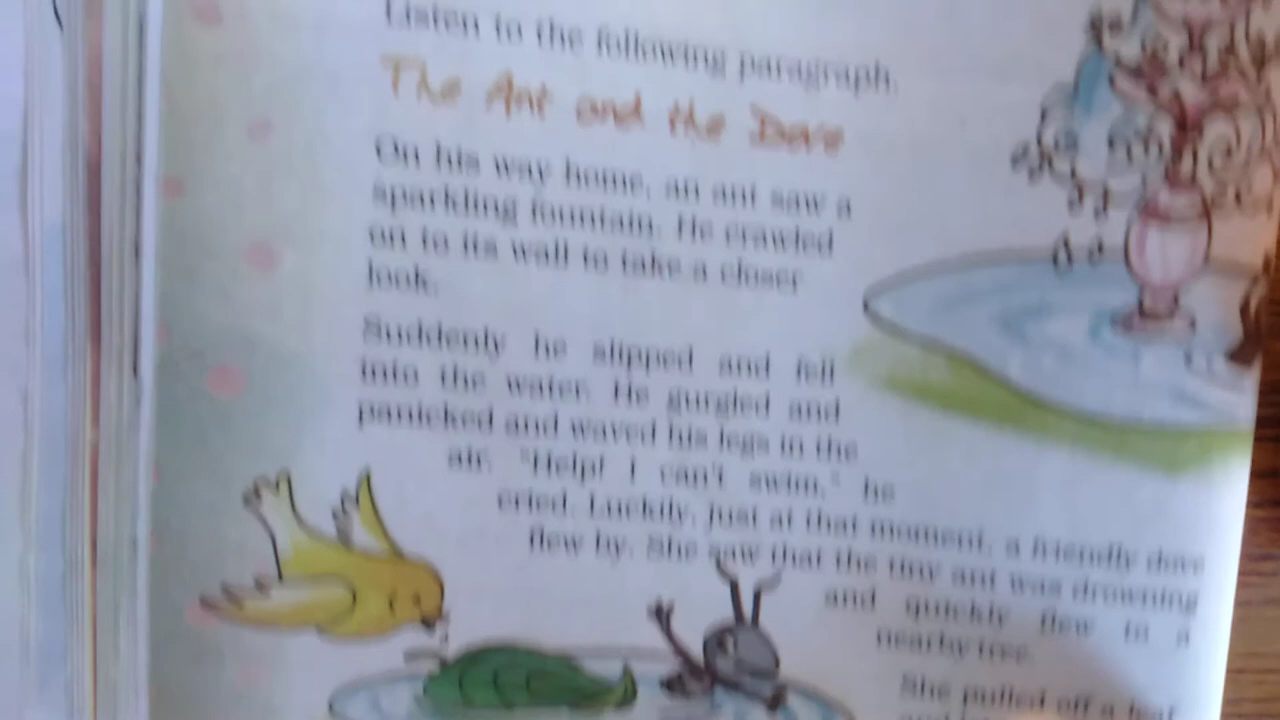 Listen to the following paragraph.
The Ant and the Dove
On his way home, an ant saw a
sparkling fountain. He crawled
on to its wall to take a closer
look.
Suddenly he slipped and fell
into the water. He gurgled and
panicked and waved his legs in the
air. "Help! I can't swim," he
cried. Luckily, just at that moment, a friendly dove
flew by. She saw that the tiny ant was drowning
and quickly flew to a
nearby tree.
She pulled off a leaf